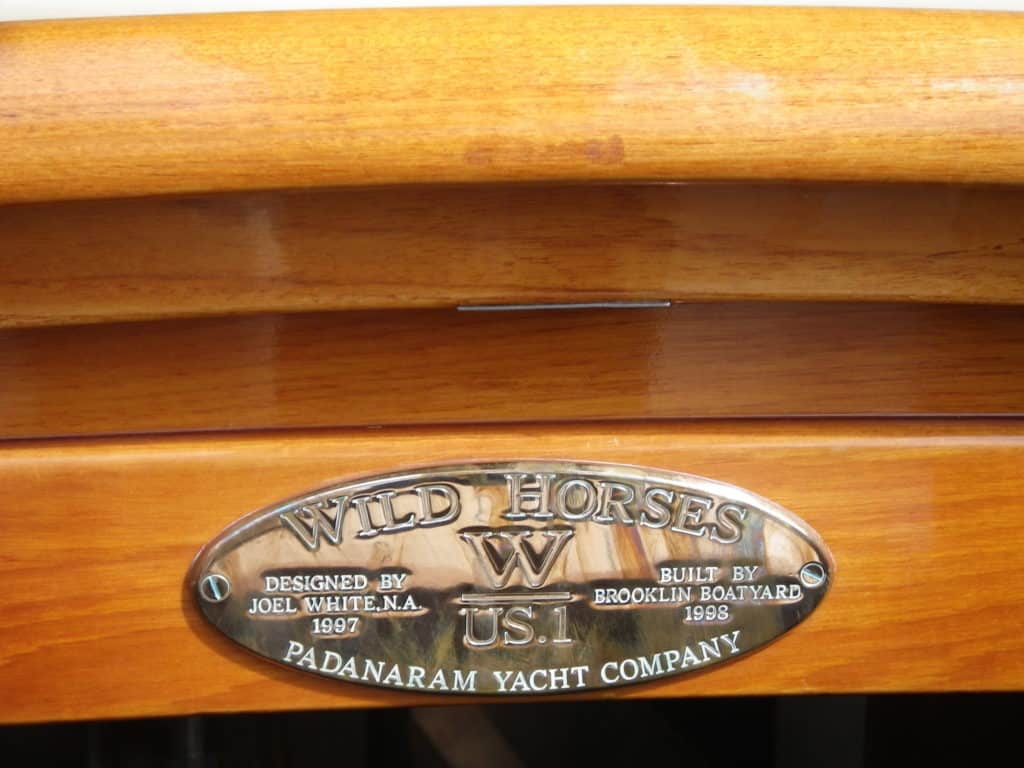 WILD HORSES
W
US.1
DESIGNED BY
JOEL WHITE, N.A.
1997
BUILT BY
BROOKLIN BOATYARD
1998
PADANARAM YACHT COMPANY